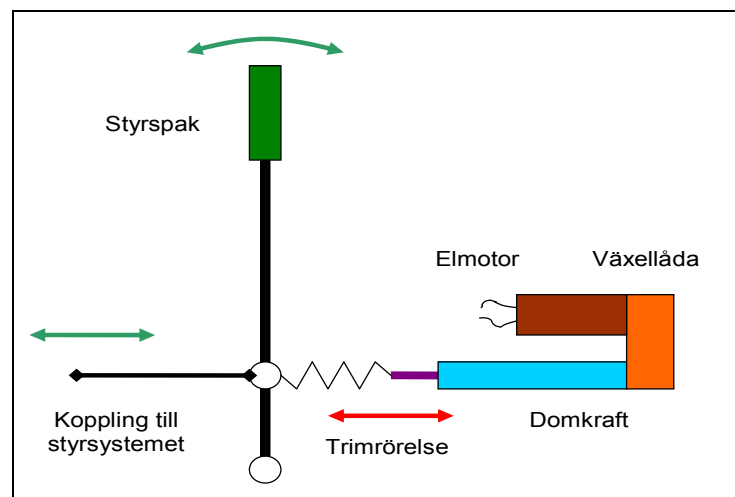 Styrspak
Elmotor
Växellåda
Koppling till
styrsystemet
Trimrörelse
Domkraft